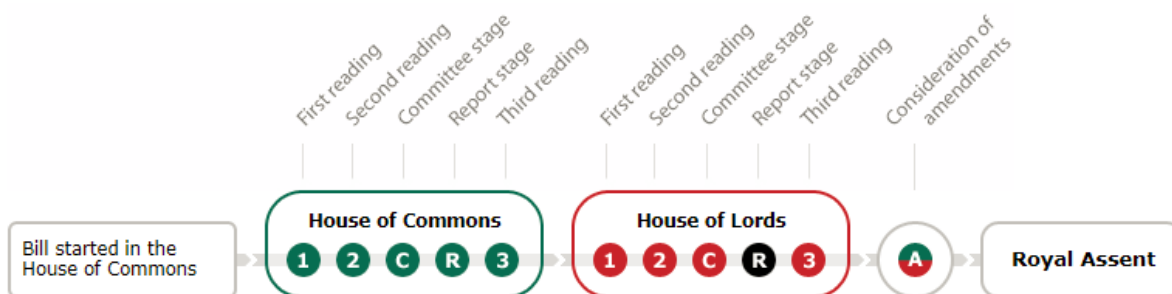 First reading
Second reading
Committee stage
Report stage
Third reading
First reading
Second reading
Committee stage
Report stage
Third reading
Consideration of
amendments
Bill started in the
House of Commons
House of Commons
1 2 C R 3
House of Lords
1 2 C R 3
A
Royal Assent